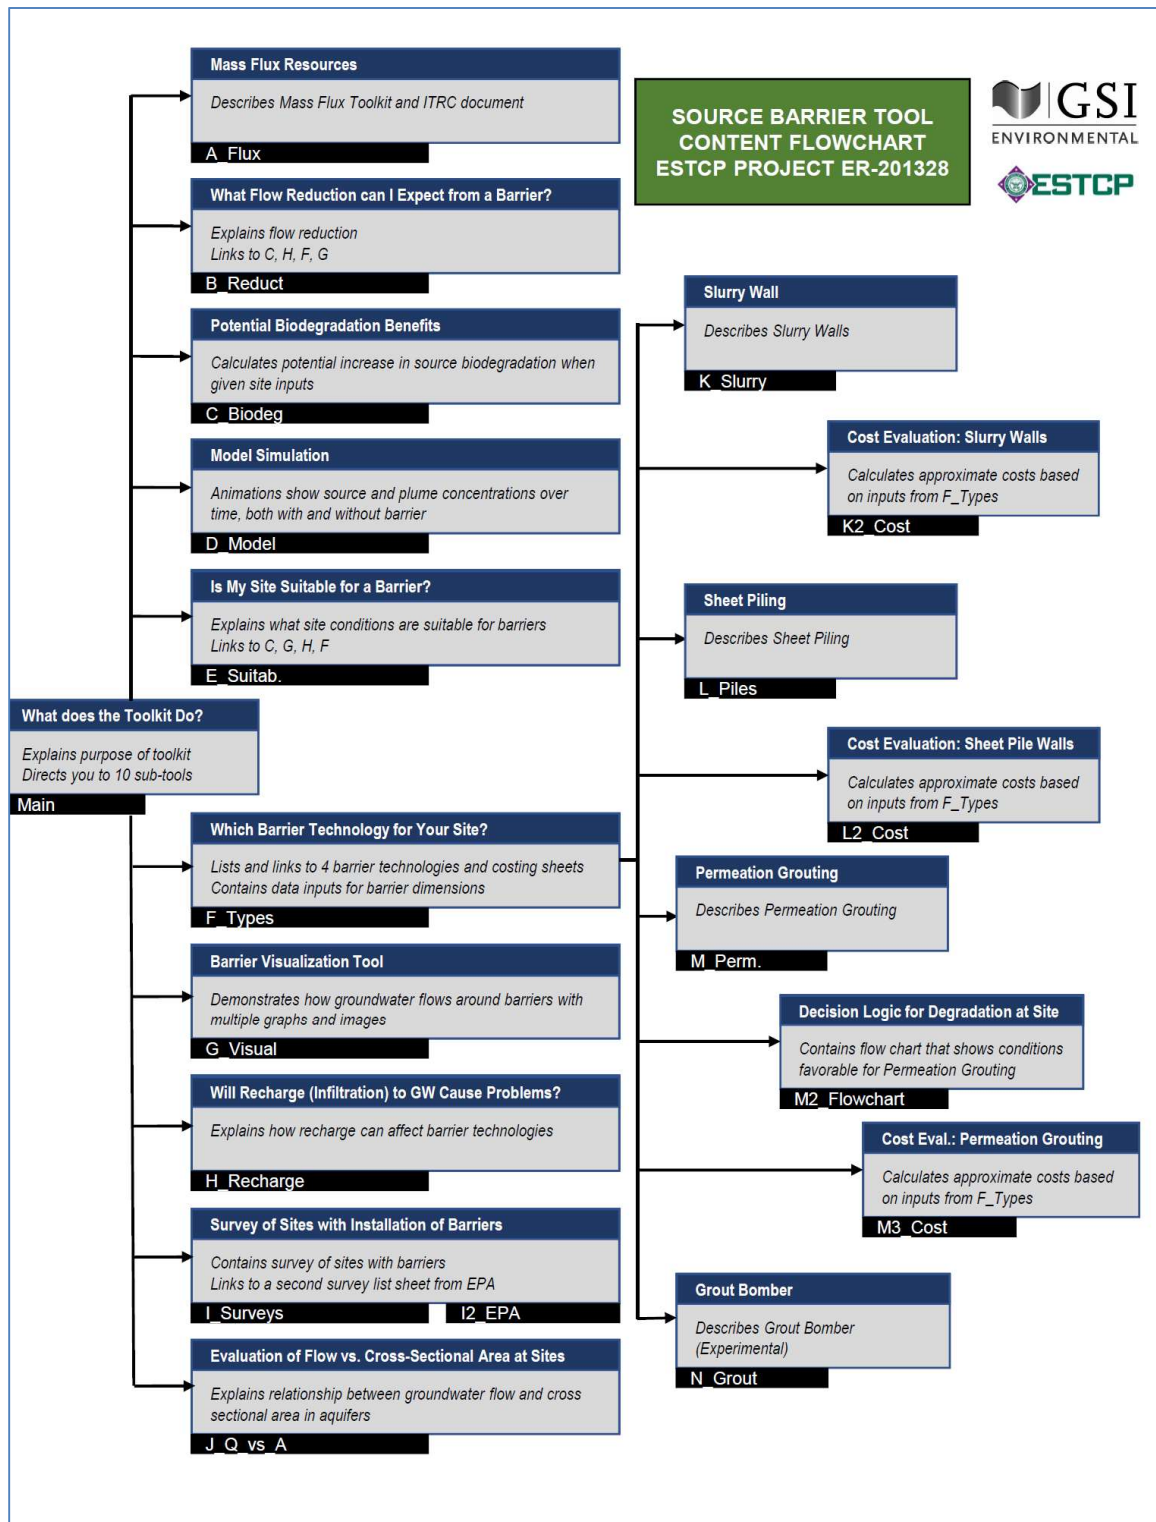 SOURCE BARRIER TOOL
CONTENT FLOWCHART
ESTCP PROJECT ER-201328
GSI
ENVIRONMENTAL
ESTCP
What does the Toolkit Do?
Explains purpose of toolkit
Directs you to 10 sub-tools
Main
Mass Flux Resources
Describes Mass Flux Toolkit and ITRC document
A_Flux
What Flow Reduction can I Expect from a Barrier?
Explains flow reduction
Links to C, H, F, G
B_Reduct
Potential Biodegradation Benefits
Calculates potential increase in source biodegradation when
given site inputs
C_Biodeg
Model Simulation
Animations show source and plume concentrations over
time, both with and without barrier
D_Model
Is My Site Suitable for a Barrier?
Explains what site conditions are suitable for barriers
Links to C, G, H, F
E_Suitab.
Which Barrier Technology for Your Site?
Lists and links to 4 barrier technologies and costing sheets
Contains data inputs for barrier dimensions
F_Types
Barrier Visualization Tool
Demonstrates how groundwater flows around barriers with
multiple graphs and images
G_Visual
Will Recharge (Infiltration) to GW Cause Problems?
Explains how recharge can affect barrier technologies
H_Recharge
Survey of Sites with Installation of Barriers
Contains survey of sites with barriers
Links to a second survey list sheet from EPA
I_Surveys
I2_EPA
Evaluation of Flow vs. Cross-Sectional Area at Sites
Explains relationship between groundwater flow and cross
sectional area in aquifers
J_Q_vs_A
Slurry Wall
Describes Slurry Walls
K_Slurry
Cost Evaluation: Slurry Walls
Calculates approximate costs based
on inputs from F_Types
K2_Cost
Sheet Piling
Describes Sheet Piling
L_Piles
Cost Evaluation: Sheet Pile Walls
Calculates approximate costs based
on inputs from F_Types
L2_Cost
Permeation Grouting
Describes Permeation Grouting
M_Perm.
Decision Logic for Degradation at Site
Contains flow chart that shows conditions
favorable for Permeation Grouting
M2_Flowchart
Cost Eval.: Permeation Grouting
Calculates approximate costs based
on inputs from F_Types
M3_Cost
Grout Bomber
Describes Grout Bomber
(Experimental)
N_Grout